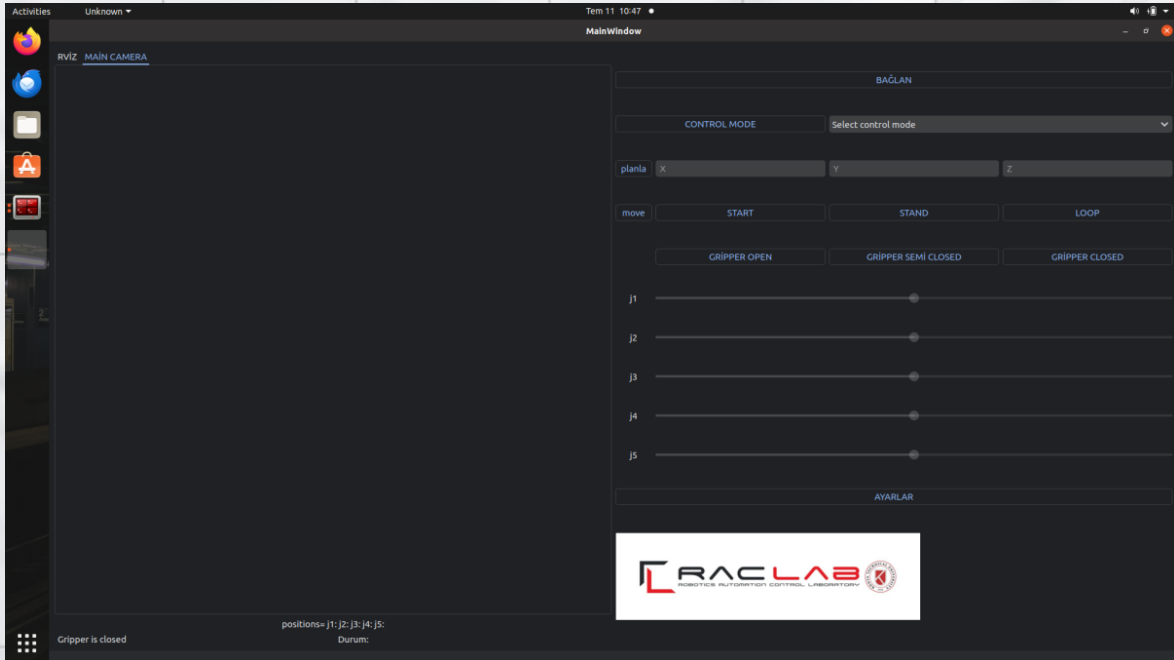 Activities Unknown Tem 11 10:47
MainWindow
RVİZ MAİN CAMERA
BAĞLAN
CONTROL MODE Select control mode
planla X Y Z
move START STAND LOOP
GRİPPER OPEN GRİPPER SEMİ CLOSED GRİPPER CLOSED
j1
j2
j3
j4
j5
AYARLAR
RACLAB
ROBOTICS AUTOMATION CONTROL LABORATORY
positions= j1: j2: j3: j4: j5:
Gripper is closed Durum: